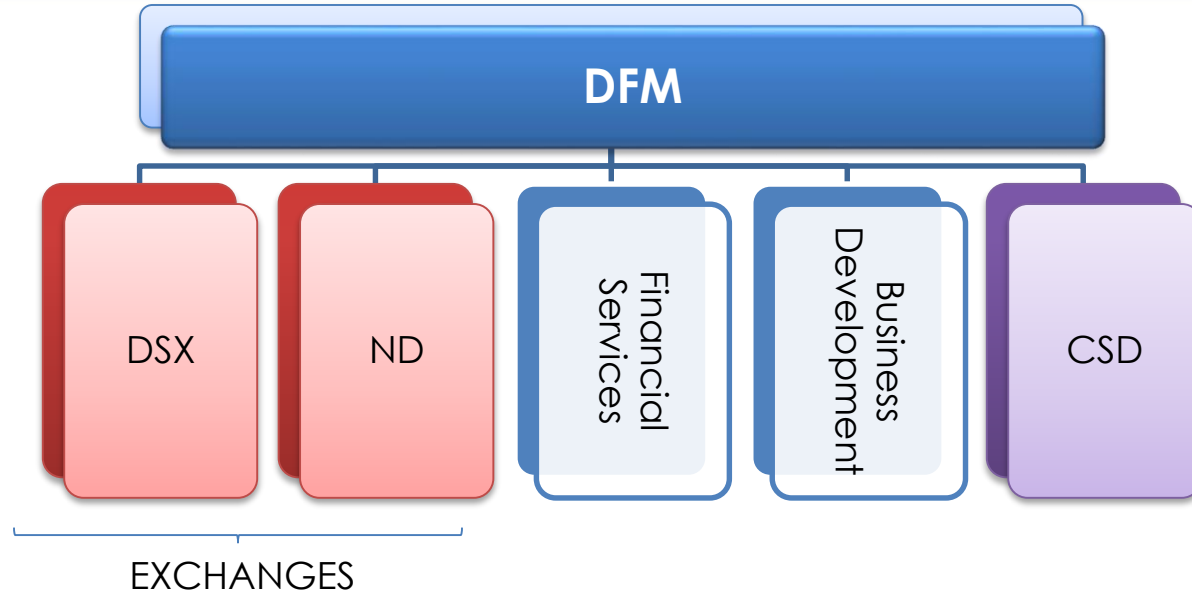 DFM
DSX
ND
Financial
Services
Business
Development
CSD
EXCHANGES